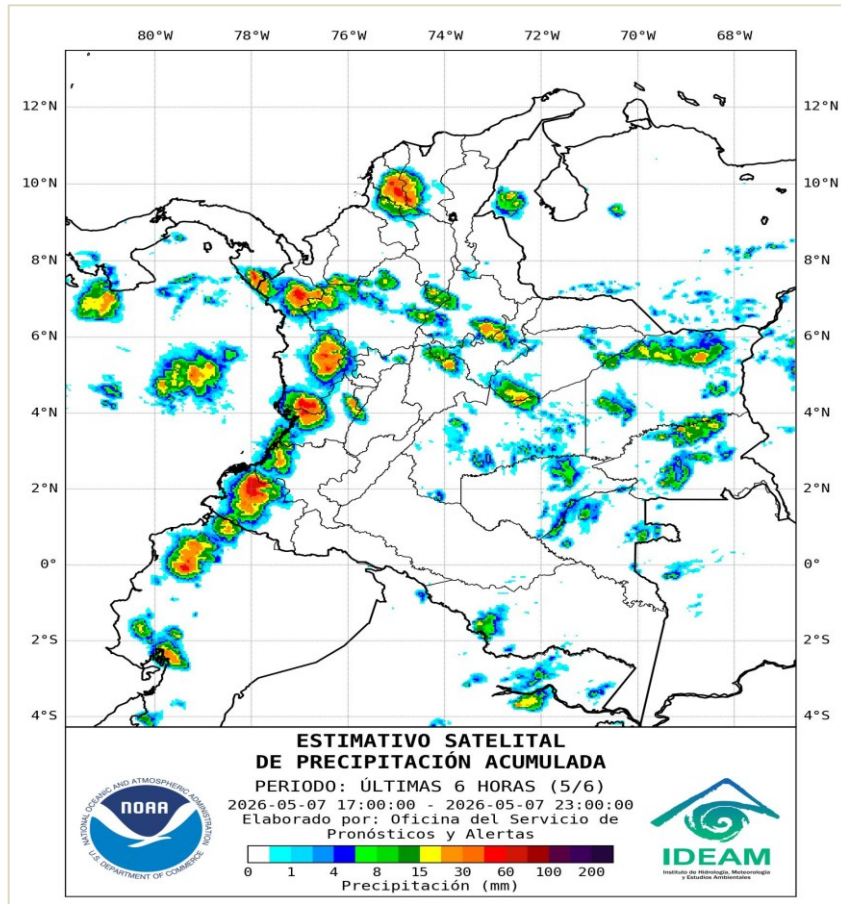 80°W 78°W 76°W 74°W 72°W 70°W 68°W
12°N 12°N
10°N 10°N
8°N 8°N
6°N 6°N
4°N 4°N
2°N 2°N
0° 0°
2°S 2°S
4°S 4°S
ESTIMATIVO SATELITAL
DE PRECIPITACIÓN ACUMULADA
PERIODO: ÚLTIMAS 6 HORAS (5/6)
2026-05-07 17:00:00 - 2026-05-07 23:00:00
Elaborado por: Oficina del Servicio de
Pronósticos y Alertas
0 1 4 8 15 30 60 100 200
Precipitación (mm)
NATIONAL OCEANIC AND ATMOSPHERIC ADMINISTRATION
NOAA
U.S. DEPARTMENT OF COMMERCE
IDEAM
Instituto de Hidrología, Meteorología
y Estudios Ambientales